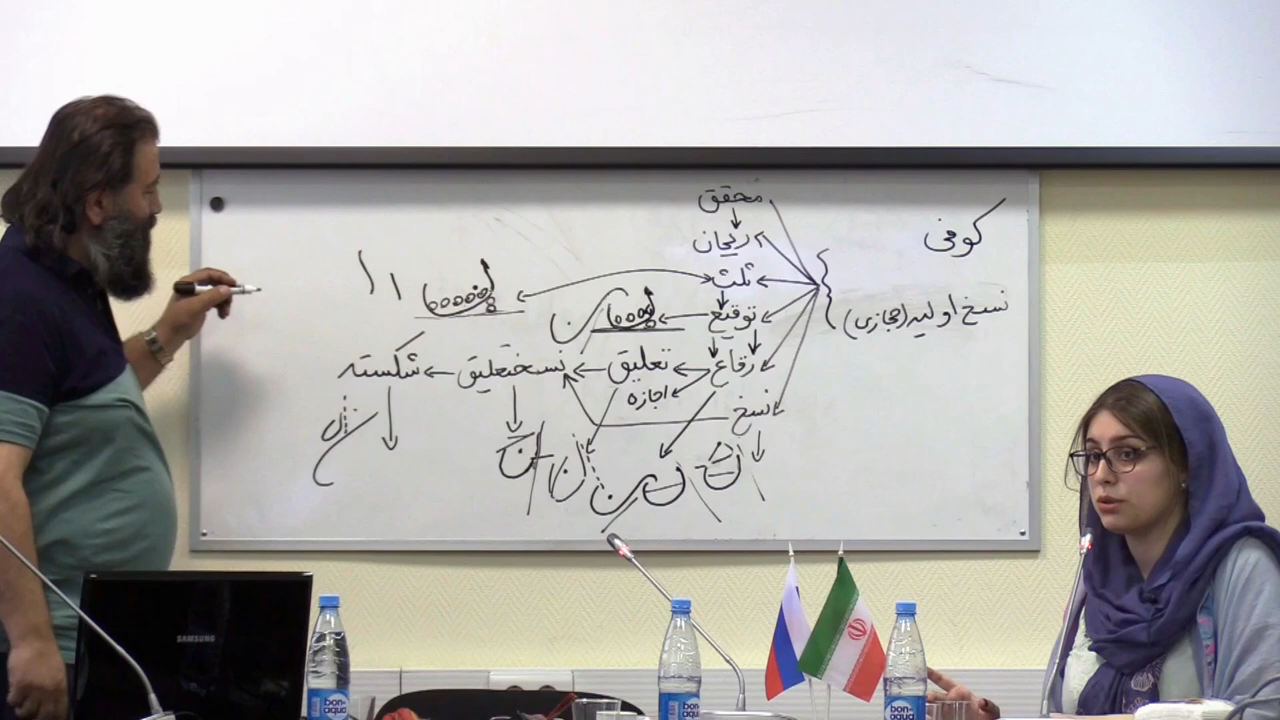 محقق
ریحان
کوفی
ثلث
نسخ اولیه (حجازی)
توقیع
رقاع
تعلیق
نسختعلیق
شکسته
اجازه
نسخ
ن
SAMSUNG
bon-aqua
bon-aqua
bon-aqua